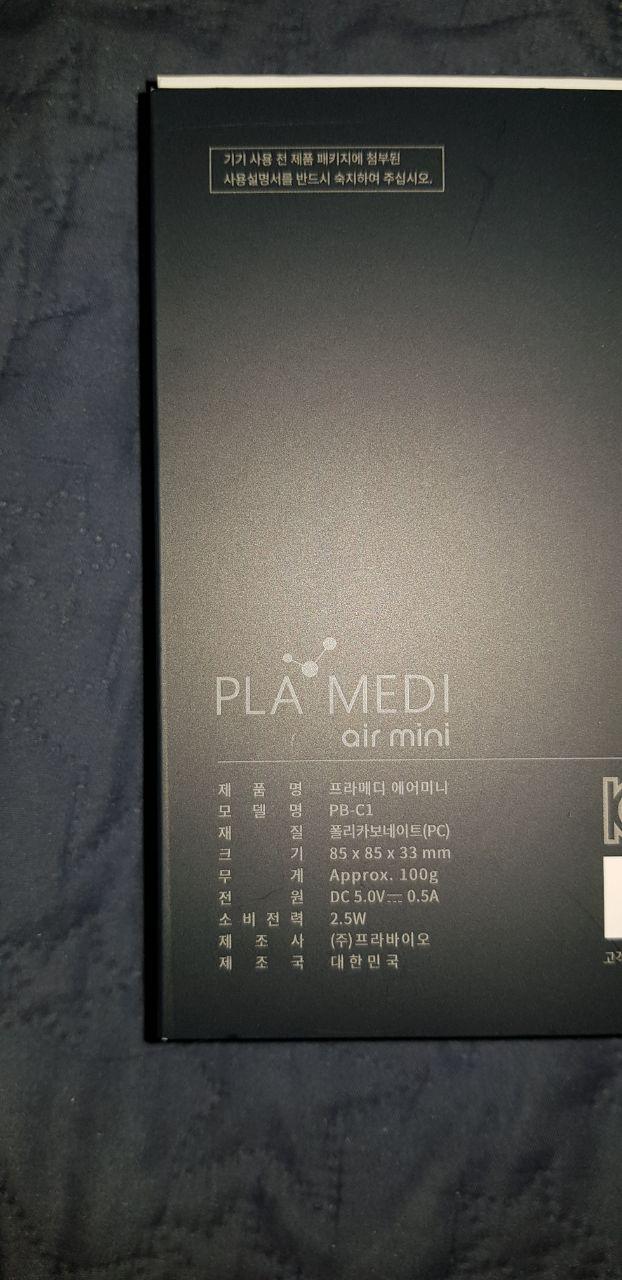 기기 사용 전 제품 패키지에 첨부된
사용설명서를 반드시 숙지하여 주십시오.
PLA MEDI
air mini
제 품 명 프라메디 에어미니
모 델 명 PB-C1
재 질 폴리카보네이트(PC)
크 기 85 x 85 x 33 mm
무 게 Approx. 100g
전 원 DC 5.0V⎓ 0.5A
소 비 전 력 2.5W
제 조 사 (주)프라바이오
제 조 국 대 한 민 국